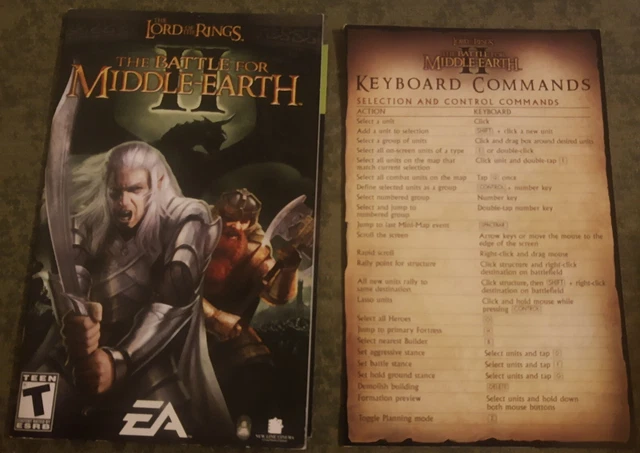 THE
LORD OF THE RINGS
THE BATTLE FOR
MIDDLE-EARTH
II
TEEN
T
ESRB
EA
NEW LINE CINEMA
THE BATTLE FOR
MIDDLE-EARTH
II
KEYBOARD COMMANDS
SELECTION AND CONTROL COMMANDS
ACTION KEYBOARD
Select a unit Click
Add a unit to selection SHIFT + click a new unit
Select a group of units Click and drag box around desired units
Select all on-screen units of a type or double-click
Select all units on the map that Click unit and double-tap
match current selection
Select all combat units on the map Tap once
Define selected units as a group CONTROL + number key
Select numbered group Number key
Select and jump to Double-tap number key
numbered group
Jump to last Mini-Map event SPACEBAR
Scroll the screen Arrow keys or move the mouse to the
edge of the screen
Round scroll Right-click and drag mouse
Rally point for structure Click structure and right-click
destination on battlefield
All new units rally to Click structure, then SHIFT + right-click
same destination destination on battlefield
Lasso units Click and hold mouse while
pressing CONTROL
Select all Heroes
Jump to primary Fortress
Select nearest Builder
Set aggressive stance Select units and tap
Set battle stance Select units and tap
Set hold ground stance Select units and tap
Demolish building DELETE
Formation preview Select units and hold down
both mouse buttons
Toggle Planning mode